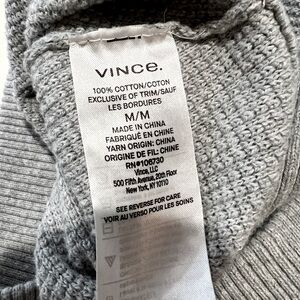 VINCE.
100% COTTON/COTON
EXCLUSIVE OF TRIM/SAUF
LES BORDURES
M/M
MADE IN CHINA
FABRIQUÉ EN CHINE
YARN ORIGIN: CHINA
ORIGINE DE FIL: CHINE
RN#106730
Vince, LLC
500 Fifth Avenue, 20th Floor
New York, NY 10110
SEE REVERSE FOR CARE
VOIR AU VERSO POUR LES SOINS